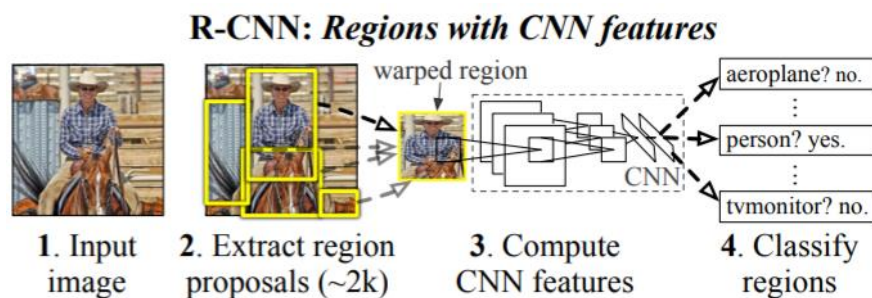 R-CNN: Regions with CNN features
warped region
aeroplane? no.
person? yes.
tvmonitor? no.
CNN
1. Input
image
2. Extract region
proposals (~2k)
3. Compute
CNN features
4. Classify
regions